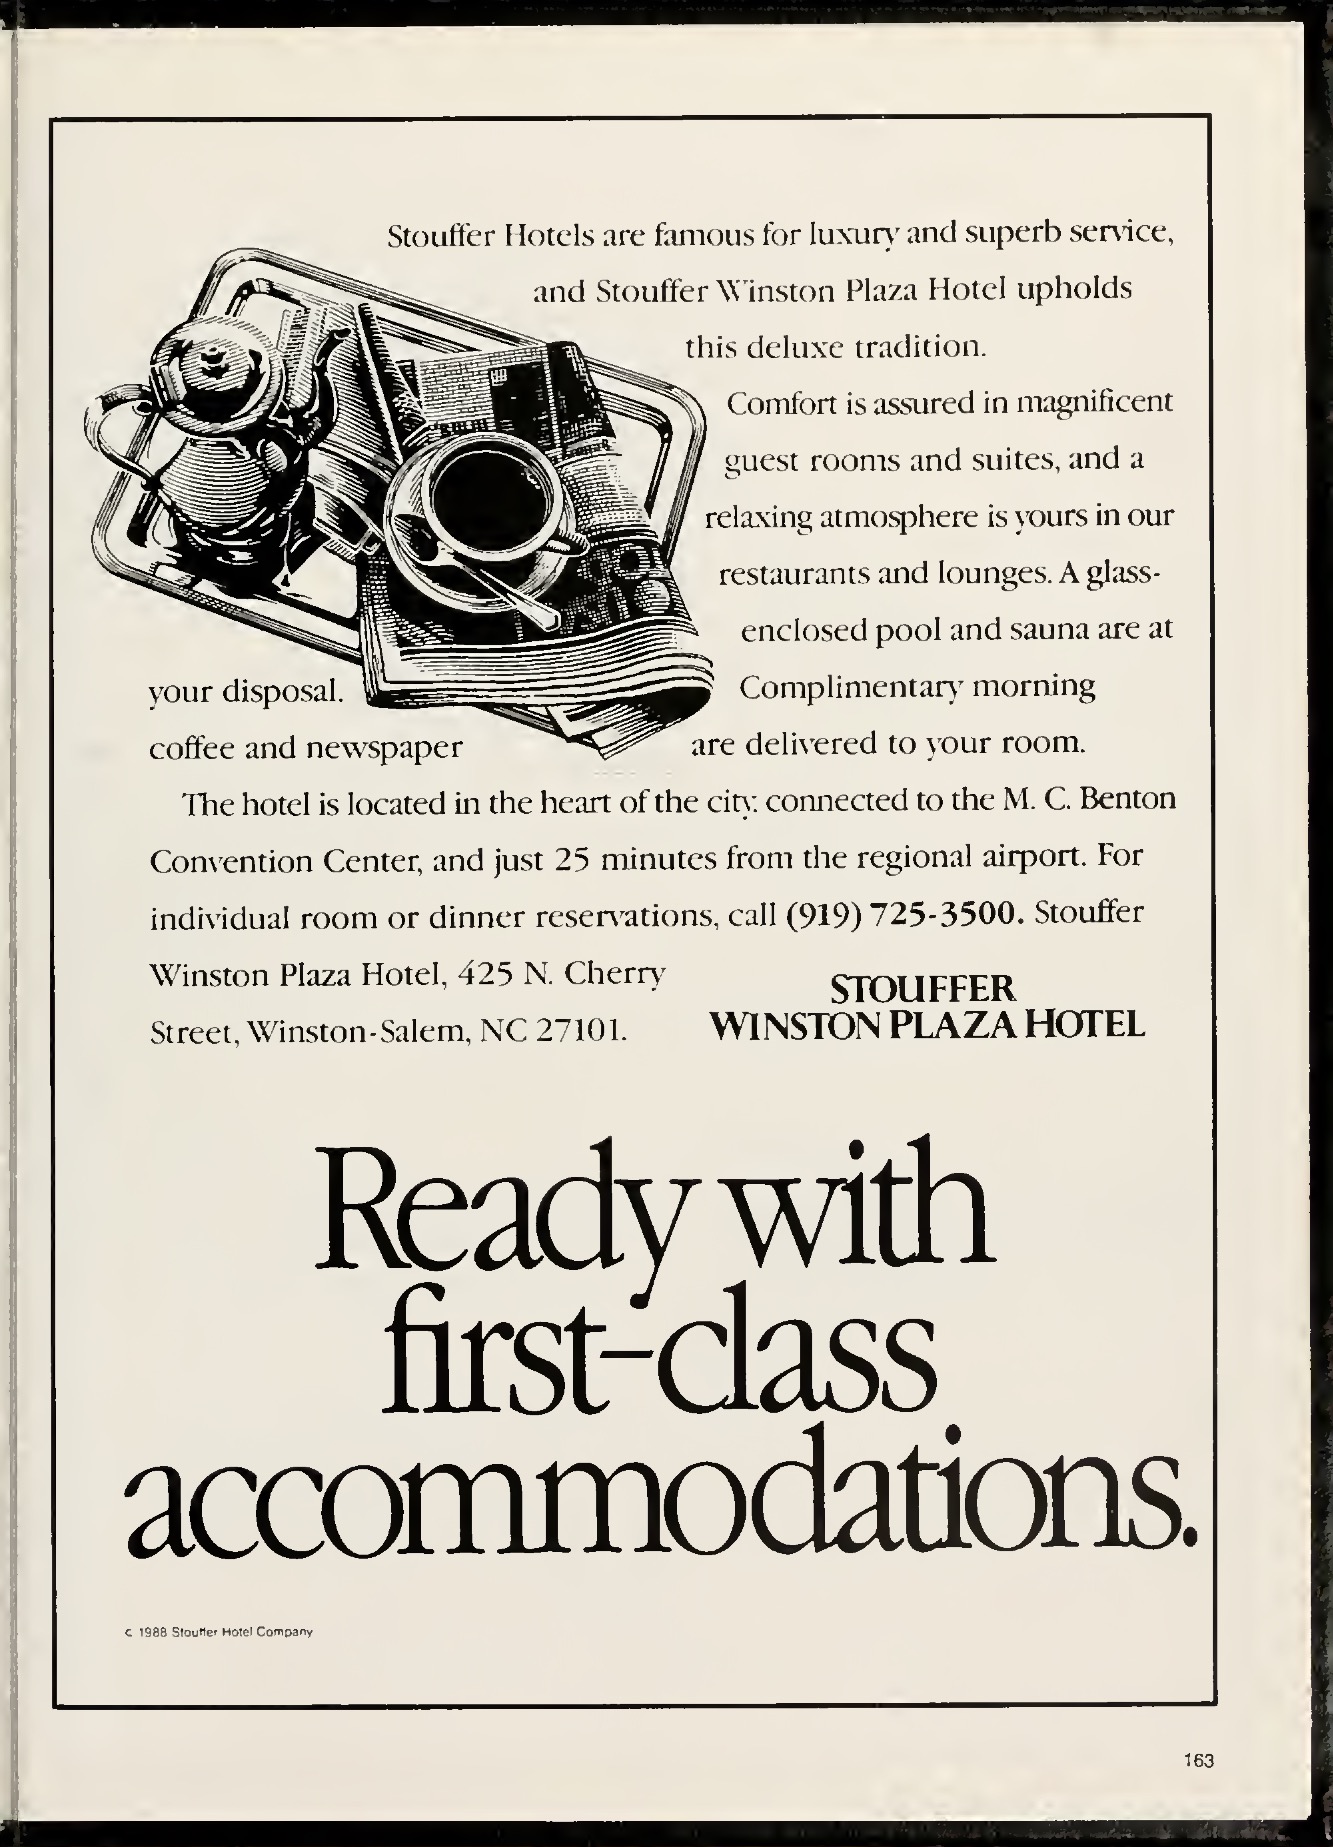 Stouffer Hotels are famous for luxury and superb service,
and Stouffer Winston Plaza Hotel upholds
this deluxe tradition.
Comfort is assured in magnificent
guest rooms and suites, and a
relaxing atmosphere is yours in our
restaurants and lounges. A glass-
enclosed pool and sauna are at
your disposal. Complimentary morning
coffee and newspaper are delivered to your room.
The hotel is located in the heart of the city, connected to the M. C. Benton
Convention Center, and just 25 minutes from the regional airport. For
individual room or dinner reservations, call (919) 725-3500. Stouffer
Winston Plaza Hotel, 425 N. Cherry
Street, Winston-Salem, NC 27101.
STOUFFER
WINSTON PLAZA HOTEL
Ready with
first-class
accommodations.
© 1988 Stouffer Hotel Company
163